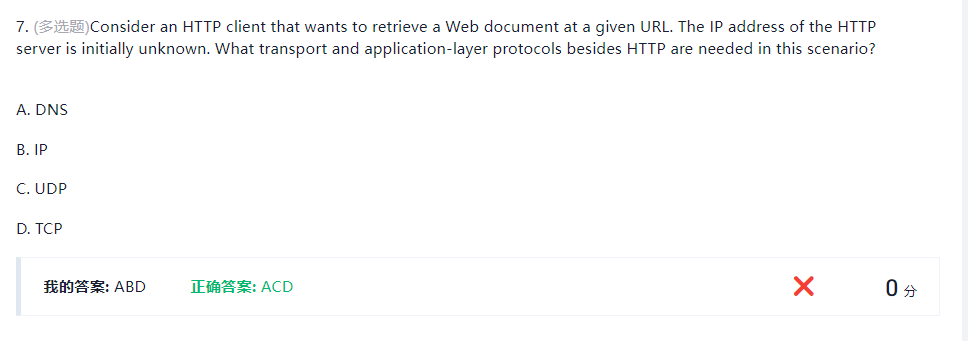 7. (多选题)Consider an HTTP client that wants to retrieve a Web document at a given URL. The IP address of the HTTP
server is initially unknown. What transport and application-layer protocols besides HTTP are needed in this scenario?
A. DNS
B. IP
C. UDP
D. TCP
我的答案: ABD 正确答案: ACD 0 分